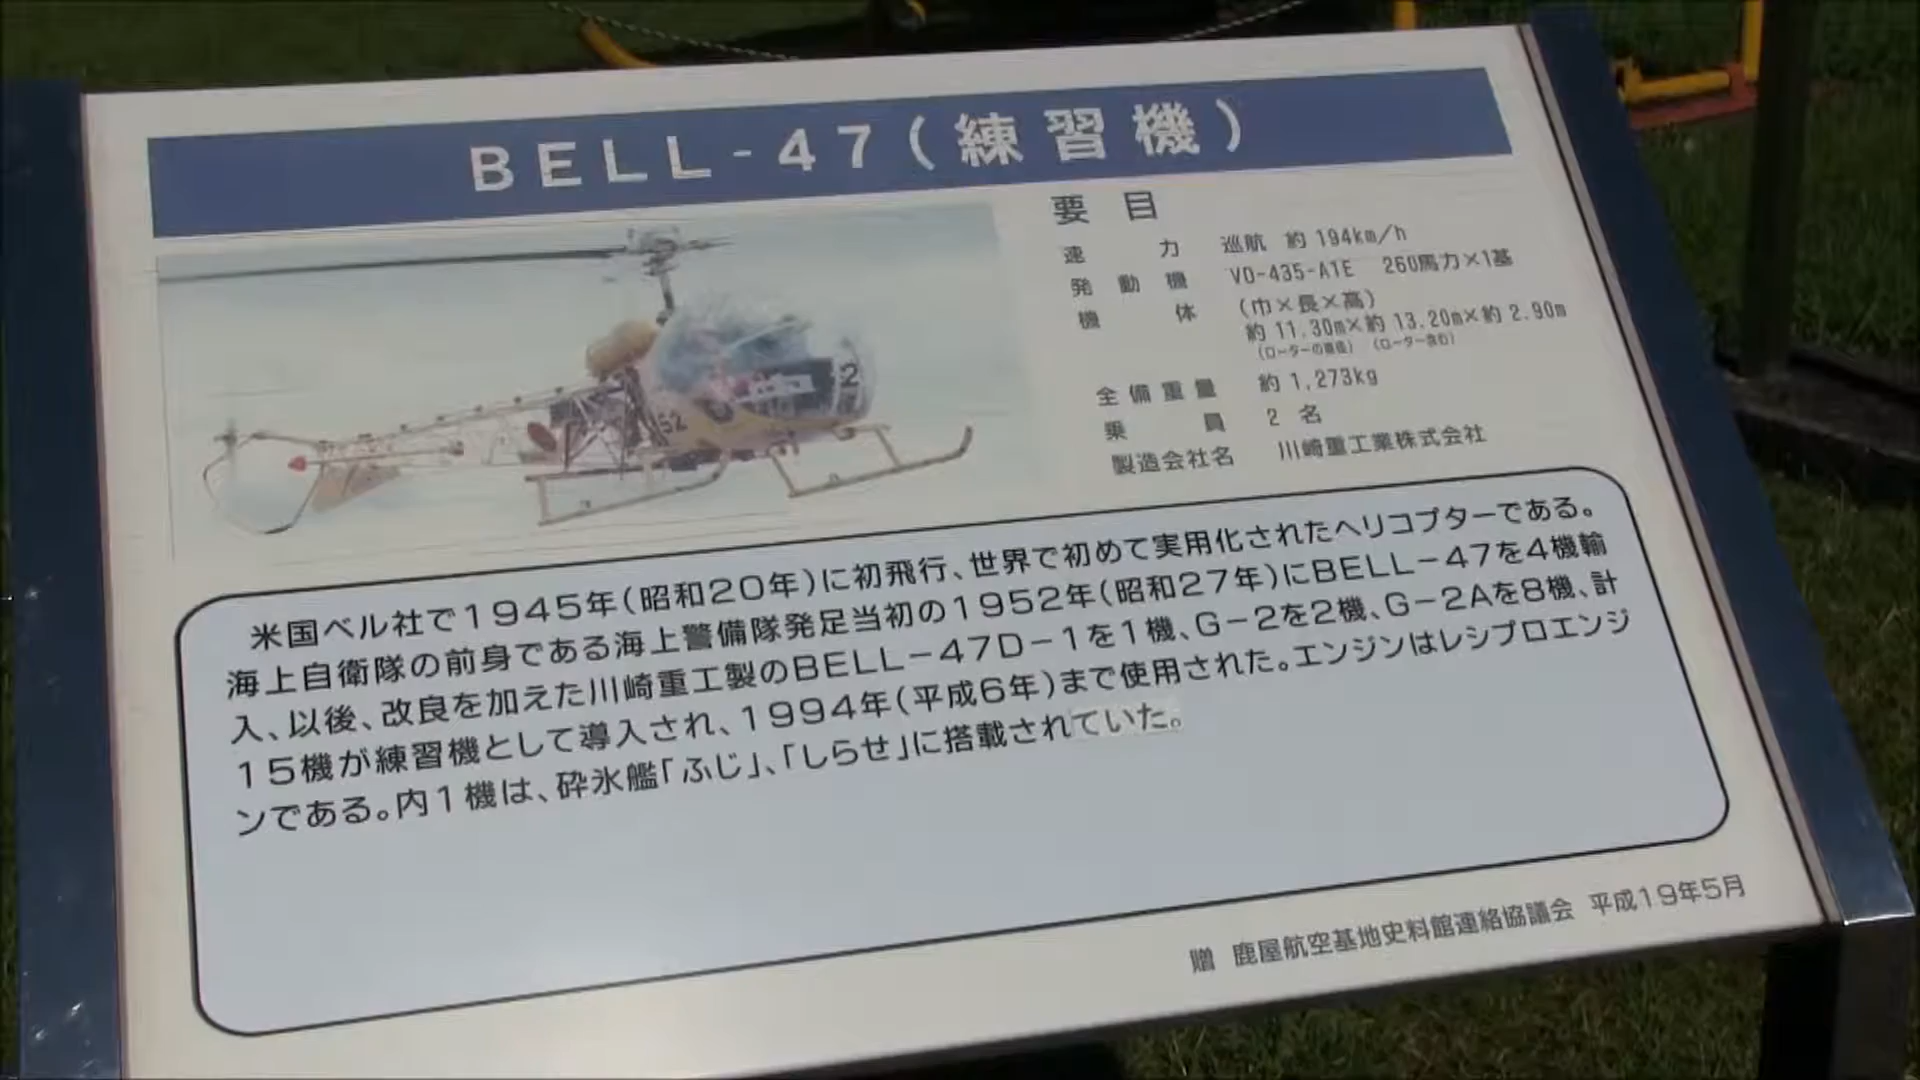 BELL-47(練習機)
要目
速力 巡航 約194km/h
発動機 VO-435-A1E 260馬力×1基
機体 (巾×長×高)
約11.30m×約13.20m×約2.90m
(ローターの直径) (ローター含む)
全備重量 約1,273kg
乗員 2名
製造会社名 川崎重工業株式会社
52
2
米国ベル社で1945年(昭和20年)に初飛行、世界で初めて実用化されたヘリコプターである。
海上自衛隊の前身である海上警備隊発足当初の1952年(昭和27年)にBELL-47を4機輸
入、以後、改良を加えた川崎重工製のBELL-47D-1を1機、G-2を2機、G-2Aを8機、計
15機が練習機として導入され、1994年(平成6年)まで使用された。エンジンはレシプロエンジ
ンである。内1機は、砕氷艦「ふじ」、「しらせ」に搭載されていた。
贈 鹿屋航空基地史料館連絡協議会 平成19年5月